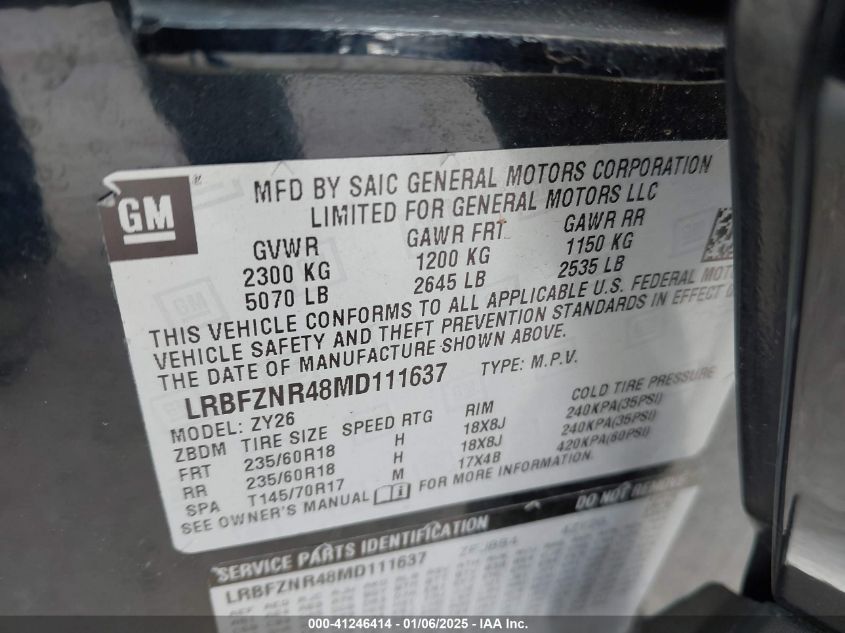 GM
MFD BY SAIC GENERAL MOTORS CORPORATION
LIMITED FOR GENERAL MOTORS LLC
GVWR GAWR FRT GAWR RR
2300 KG 1200 KG 1150 KG
5070 LB 2645 LB 2535 LB
THIS VEHICLE CONFORMS TO ALL APPLICABLE U.S. FEDERAL MOT
VEHICLE SAFETY AND THEFT PREVENTION STANDARDS IN EFFECT O
THE DATE OF MANUFACTURE SHOWN ABOVE.
LRBFZNR48MD111637 TYPE: M.P.V.
MODEL: ZY26
ZBDM TIRE SIZE SPEED RTG RIM COLD TIRE PRESSURE
FRT 235/60R18 H 18X8J 240KPA(35PSI)
RR 235/60R18 H 18X8J 240KPA(35PSI)
SPA T145/70R17 M 17X4B 420KPA(60PSI)
SEE OWNER'S MANUAL FOR MORE INFORMATION.
SERVICE PARTS IDENTIFICATION DO NOT REMOVE
LRBFZNR48MD111637
000-41246414 - 01/06/2025 - IAA Inc.